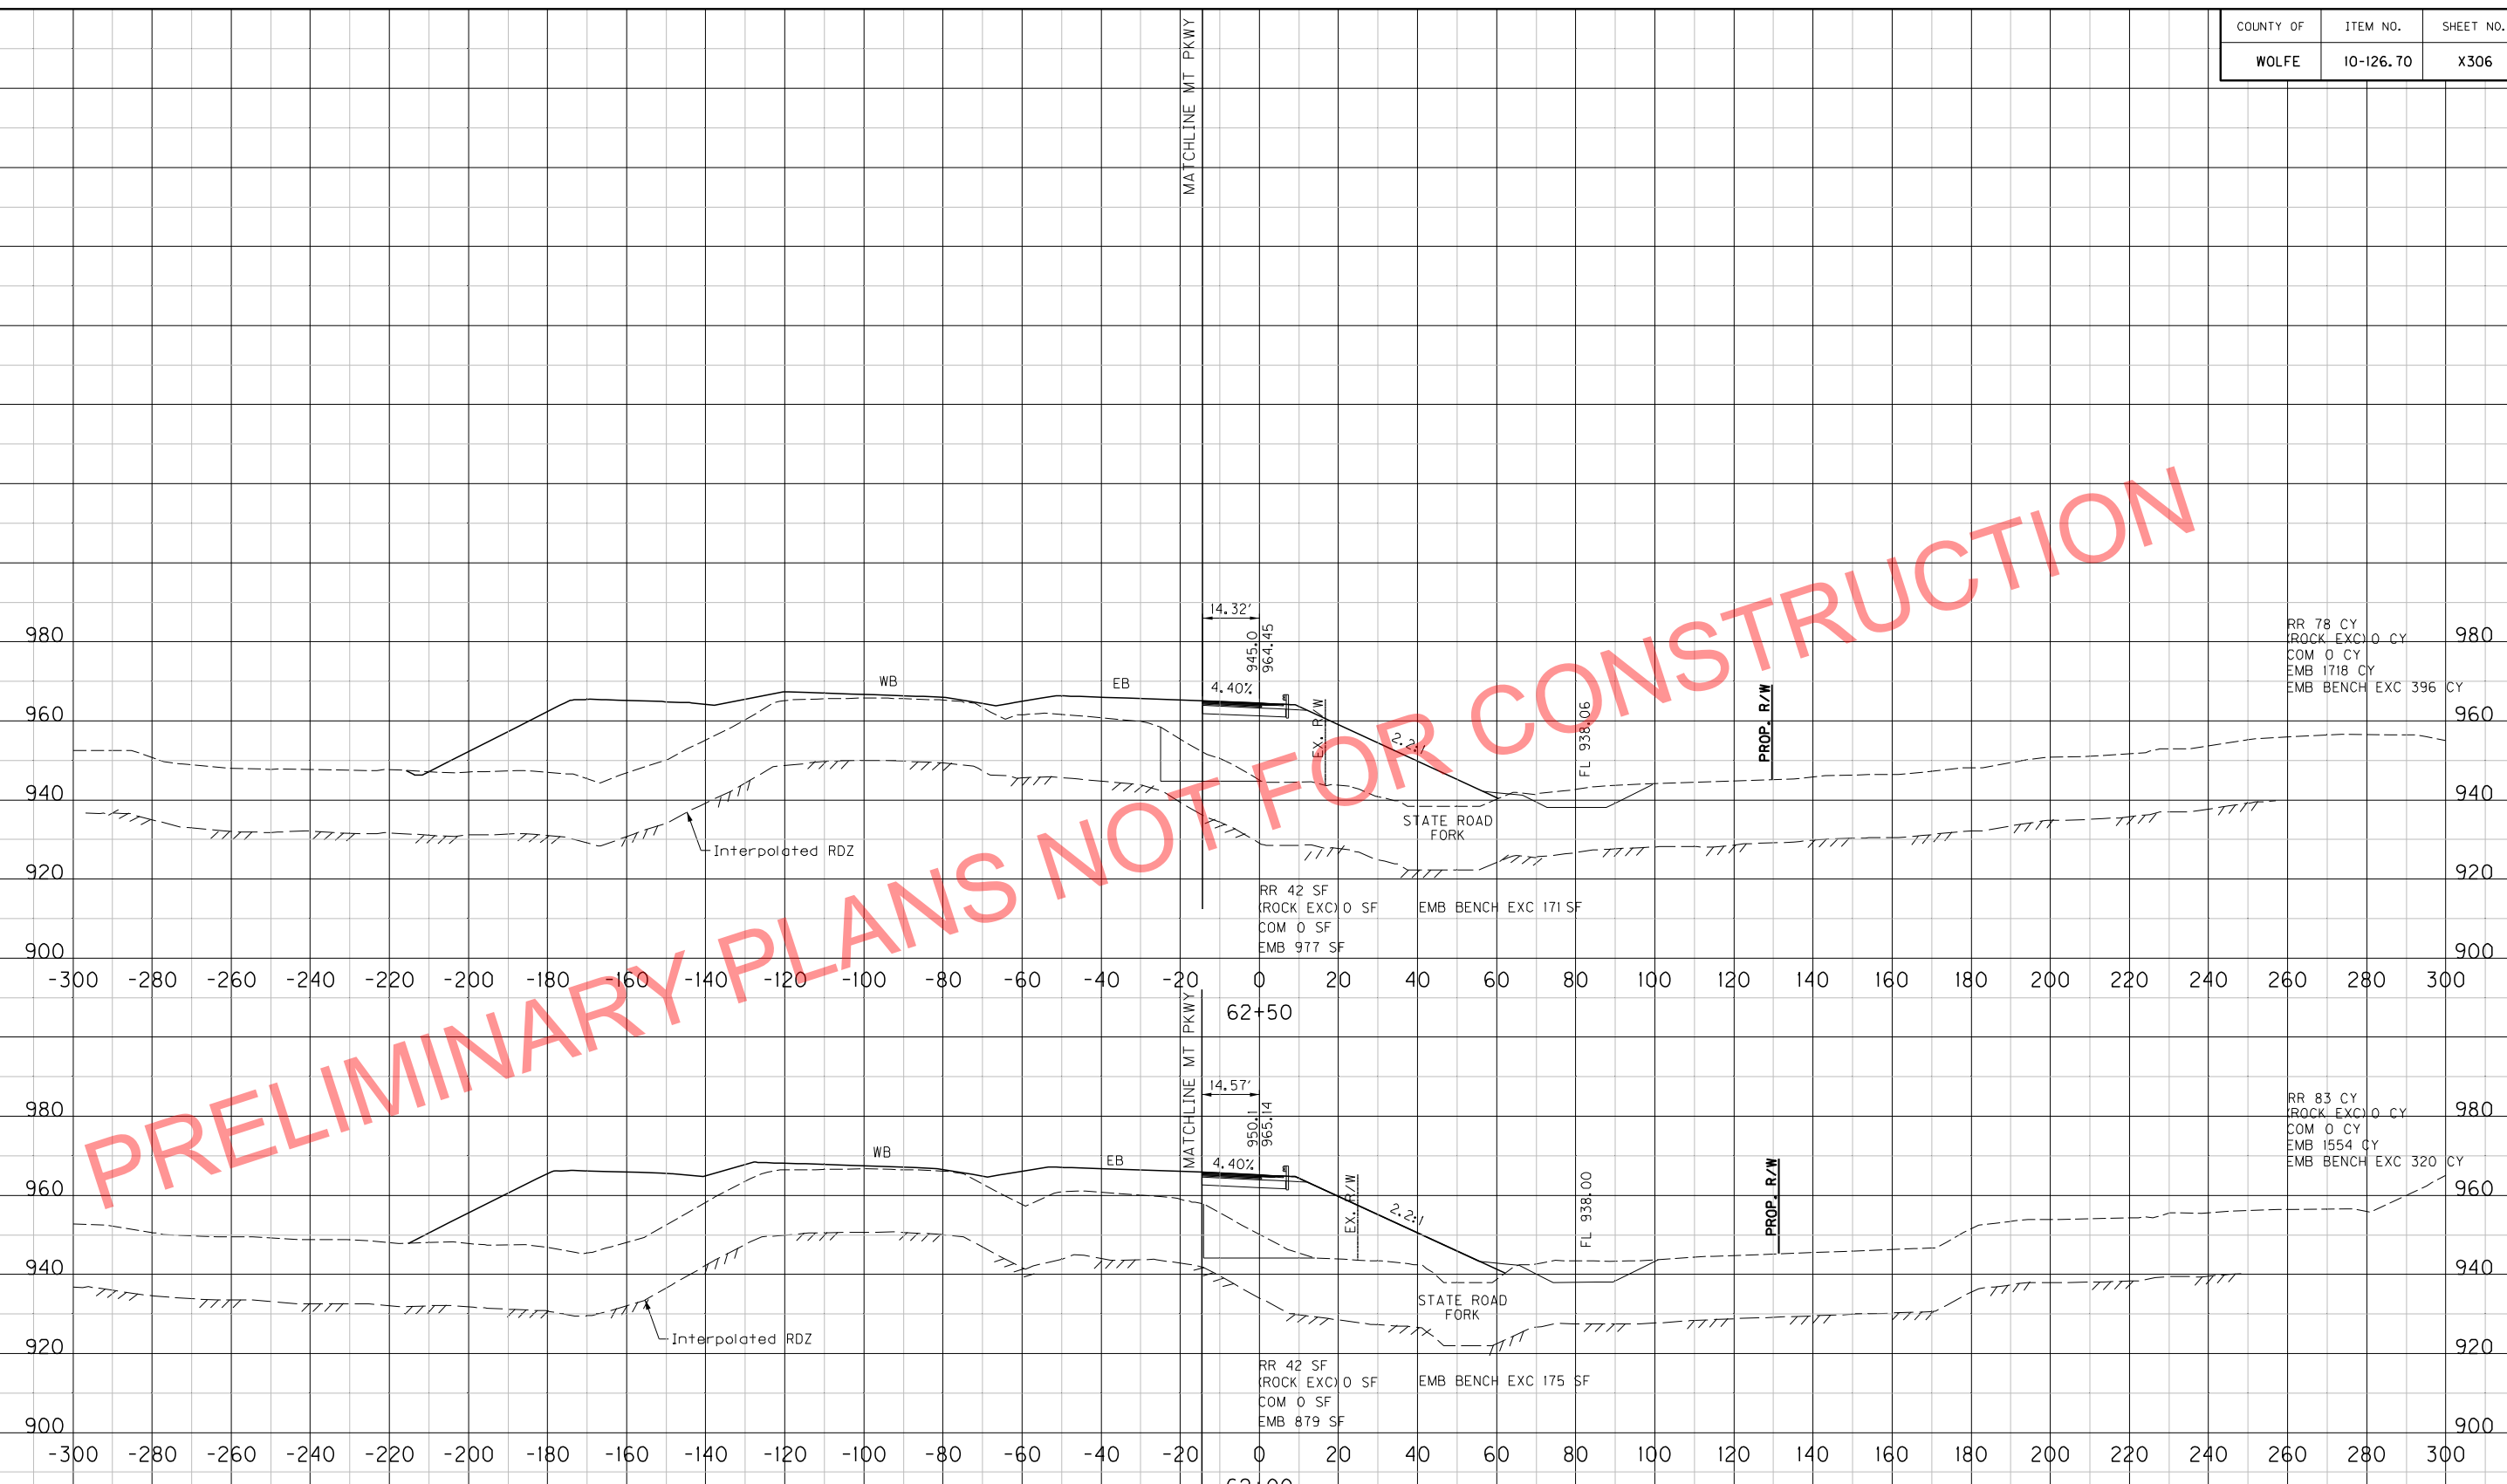 COUNTY OF ITEM NO. SHEET NO.
WOLFE 10-126.70 X306
MATCHLINE MT PKWY
14.32'
945.0
964.45
4.40%
WB
EB
EX. R/W
2.2:1
FL 938.06
PROP. R/W
STATE ROAD
FORK
Interpolated RDZ
RR 78 CY
(ROCK EXC) 0 CY
COM 0 CY
EMB 1718 CY
EMB BENCH EXC 396 CY
980 980
960 960
940 940
920 920
900 900
RR 42 SF
(ROCK EXC) 0 SF EMB BENCH EXC 171 SF
COM 0 SF
EMB 977 SF
-300 -280 -260 -240 -220 -200 -180 -160 -140 -120 -100 -80 -60 -40 -20 0 20 40 60 80 100 120 140 160 180 200 220 240 260 280 300
62+50
PRELIMINARY PLANS NOT FOR CONSTRUCTION
MATCHLINE MT PKWY
14.57'
950.1
965.14
4.40%
WB
EB
EX. R/W
2.2:1
FL 938.00
PROP. R/W
STATE ROAD
FORK
Interpolated RDZ
RR 83 CY
(ROCK EXC) 0 CY
COM 0 CY
EMB 1554 CY
EMB BENCH EXC 320 CY
980 980
960 960
940 940
920 920
900 900
RR 42 SF
(ROCK EXC) 0 SF EMB BENCH EXC 175 SF
COM 0 SF
EMB 879 SF
-300 -280 -260 -240 -220 -200 -180 -160 -140 -120 -100 -80 -60 -40 -20 0 20 40 60 80 100 120 140 160 180 200 220 240 260 280 300